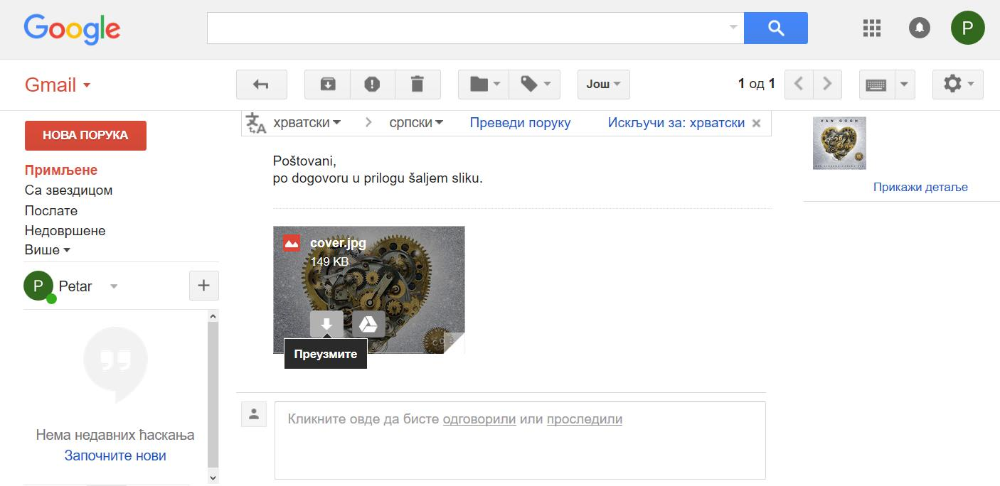 Google
P
Gmail
Још
1 од 1
НОВА ПОРУКА
Примљене
Са звездицом
Послате
Недовршене
Више
P
Petar
+
Нема недавних ћаскања
Започните нови
хрватски > српски Преведи поруку Искључи за: хрватски
Poštovani,
po dogovoru u prilogu šaljem sliku.
cover.jpg
149 KB
Преузмите
Кликните овде да бисте одговорили или проследили
VAN GOGH
Прикажи детаље